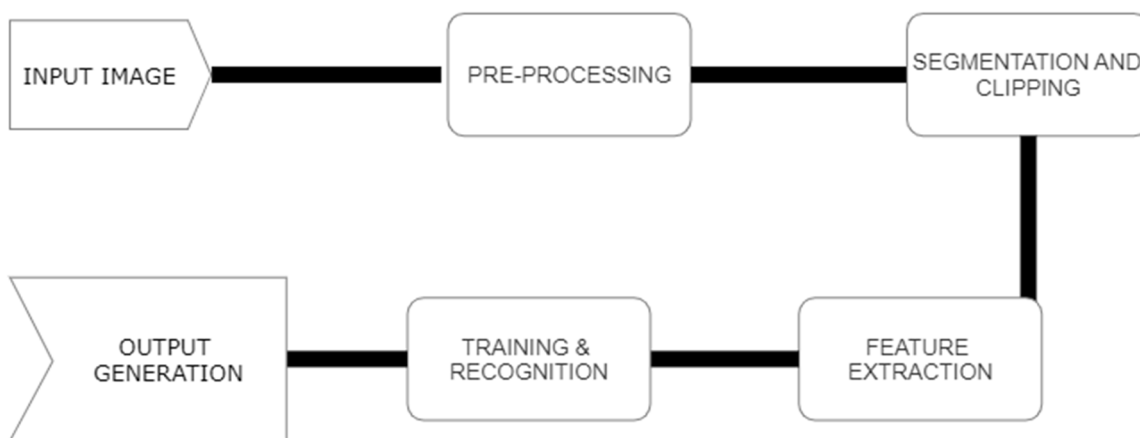 INPUT IMAGE
PRE-PROCESSING
SEGMENTATION AND
CLIPPING
FEATURE
EXTRACTION
TRAINING &
RECOGNITION
OUTPUT
GENERATION